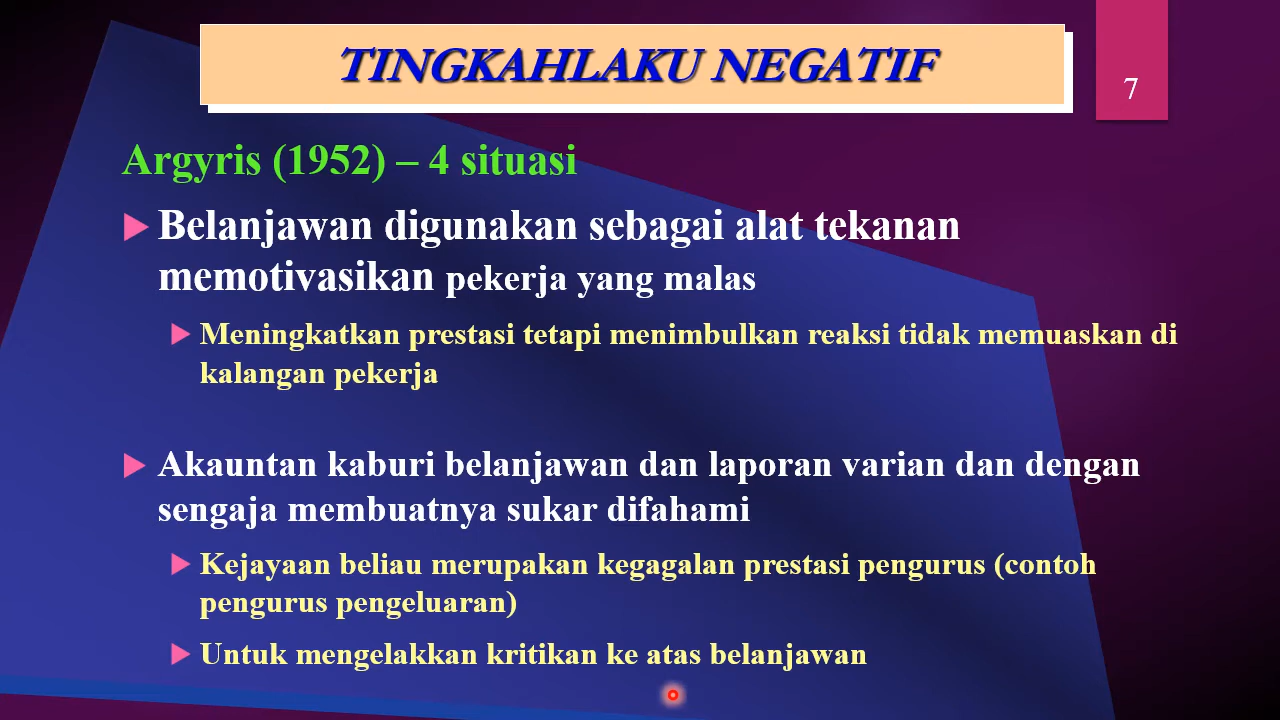 TINGKAHLAKU NEGATIF
7
Argyris (1952) – 4 situasi
Belanjawan digunakan sebagai alat tekanan
memotivasikan pekerja yang malas
Meningkatkan prestasi tetapi menimbulkan reaksi tidak memuaskan di
kalangan pekerja
Akauntan kaburi belanjawan dan laporan varian dan dengan
sengaja membuatnya sukar difahami
Kejayaan beliau merupakan kegagalan prestasi pengurus (contoh
pengurus pengeluaran)
Untuk mengelakkan kritikan ke atas belanjawan